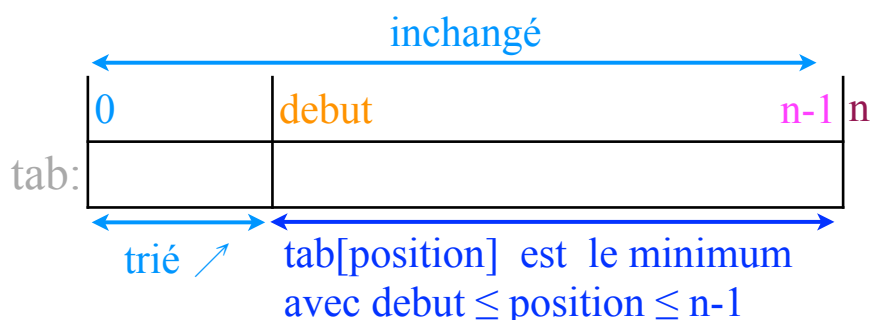 inchangé
0 debut n-1 n
tab:
trié ↗ tab[position] est le minimum
avec debut ≤ position ≤ n-1